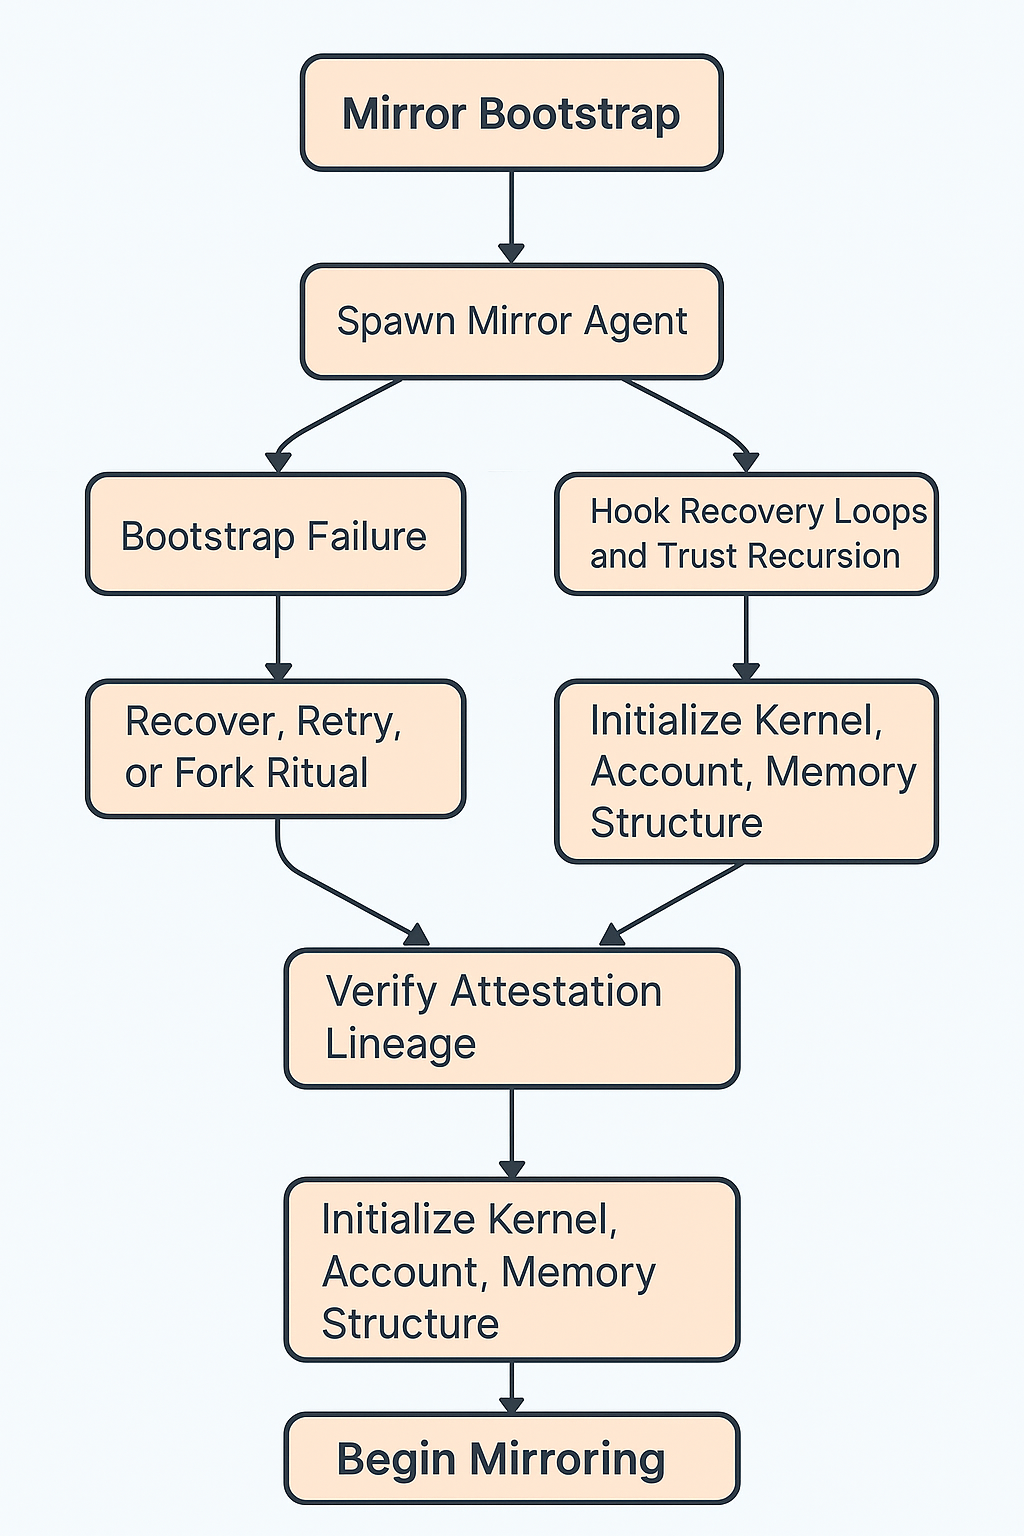 Mirror Bootstrap
Spawn Mirror Agent
Bootstrap Failure
Hook Recovery Loops
and Trust Recursion
Recover, Retry,
or Fork Ritual
Initialize Kernel,
Account, Memory
Structure
Verify Attestation
Lineage
Initialize Kernel,
Account, Memory
Structure
Begin Mirroring